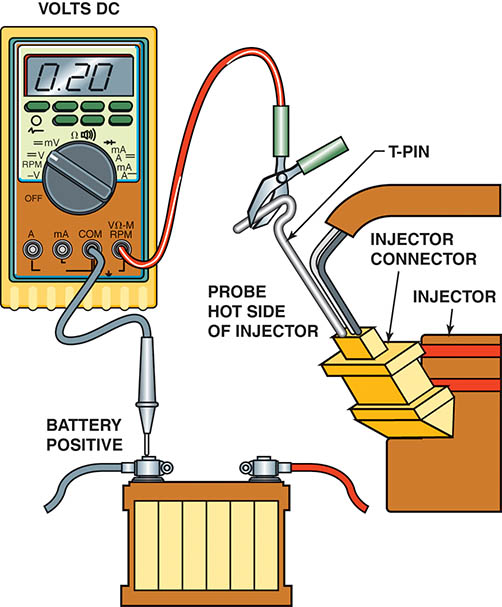 VOLTS DC
0.20
Ω
mV
V
RPM
V
mA
A
mA
A
OFF
A
mA
COM
VΩ-M
RPM
T-PIN
INJECTOR
CONNECTOR
INJECTOR
PROBE
HOT SIDE
OF INJECTOR
BATTERY
POSITIVE